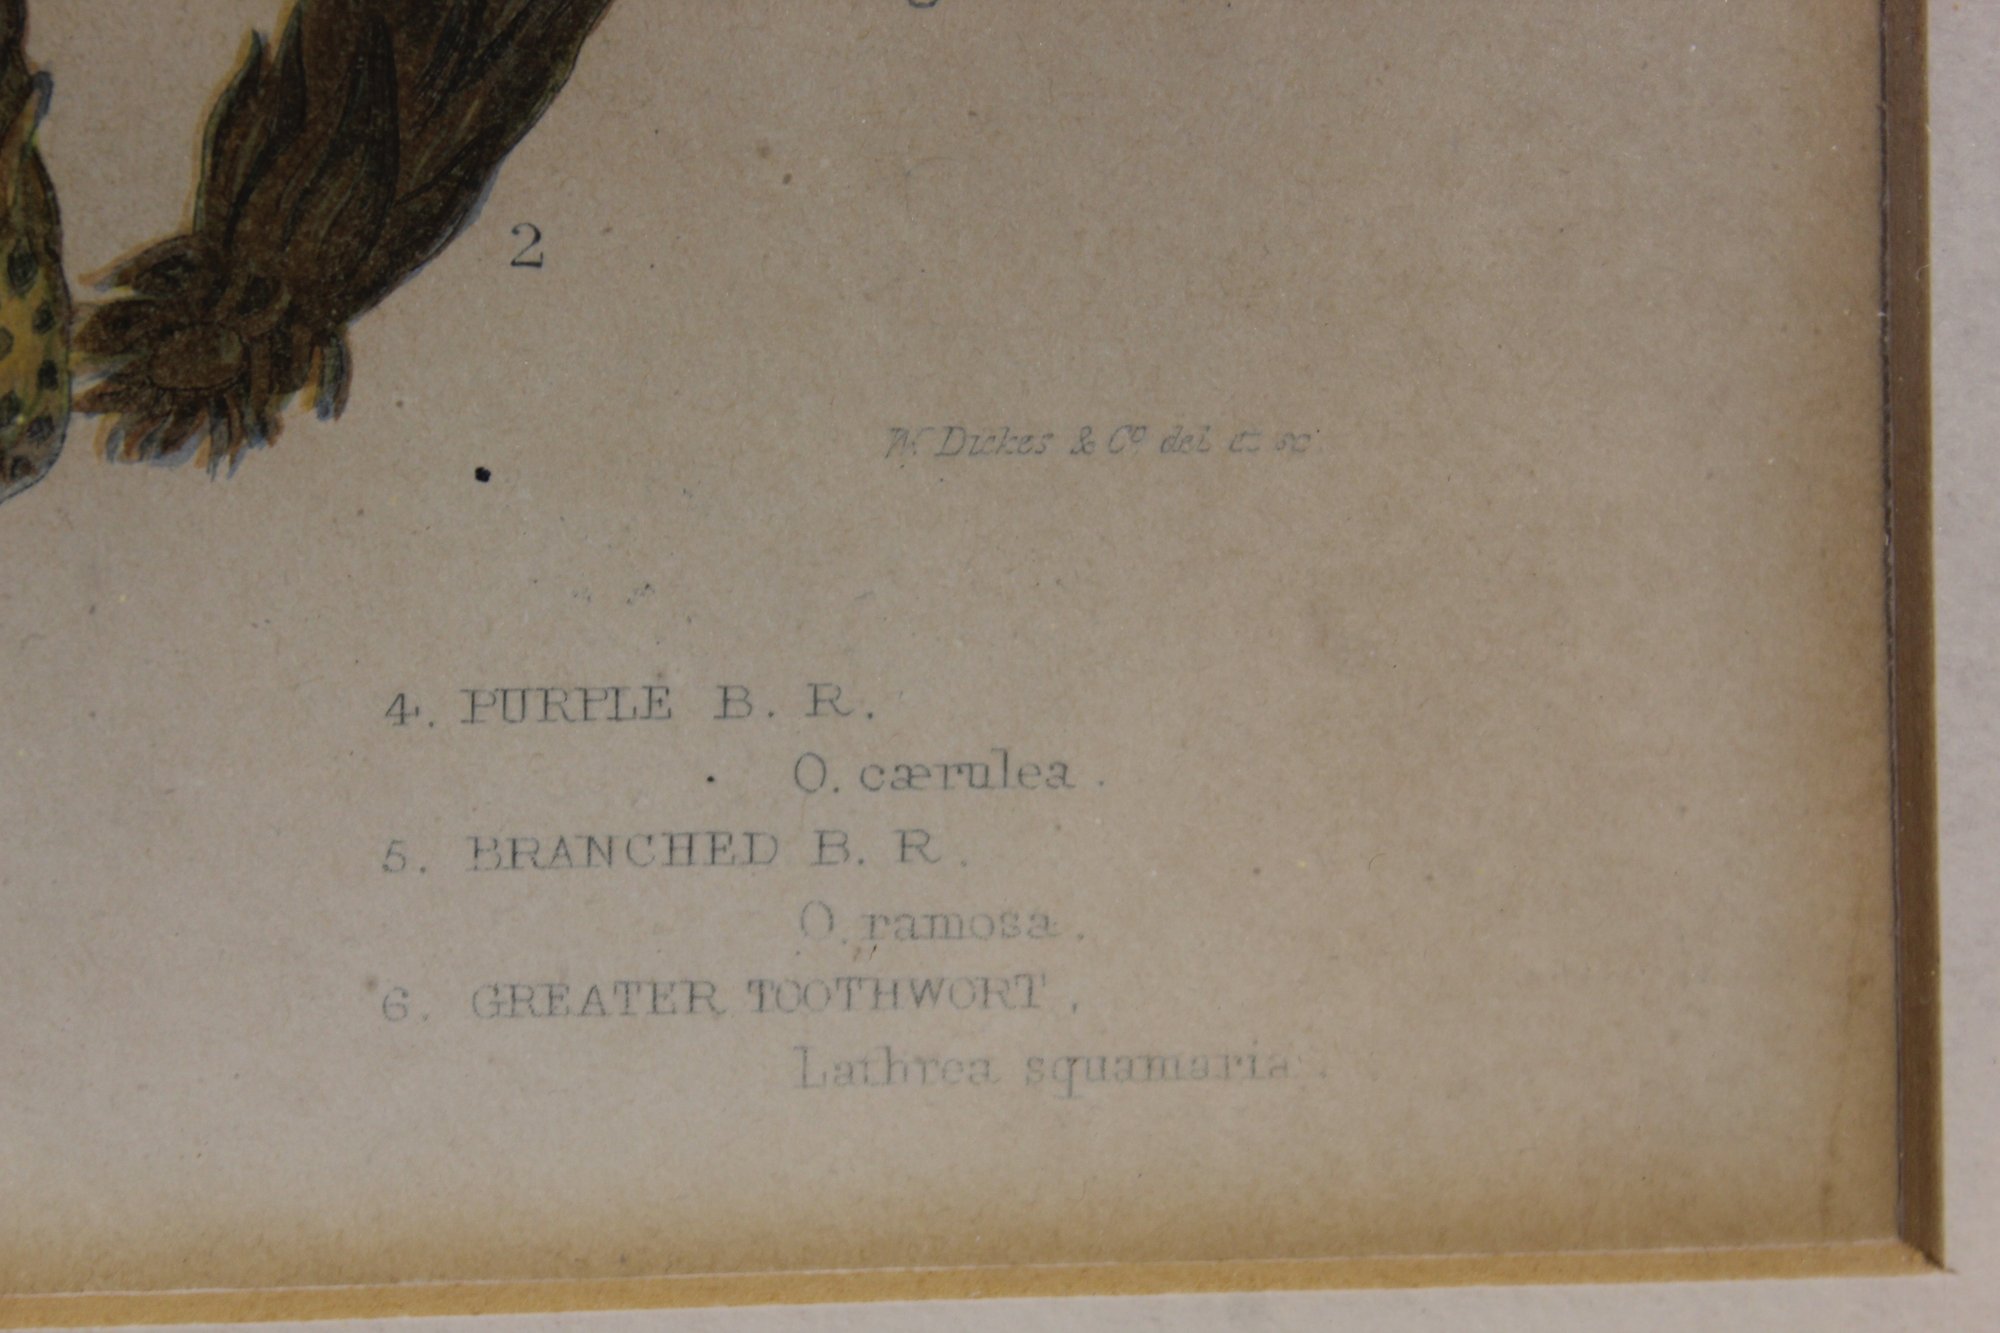 2
W. Dickes & Co. del et sc.
4. PURPLE B. R.
O. cærulea.
5. BRANCHED B. R.
O. ramosa.
6. GREATER TOOTHWORT,
Lathrea squamaria.